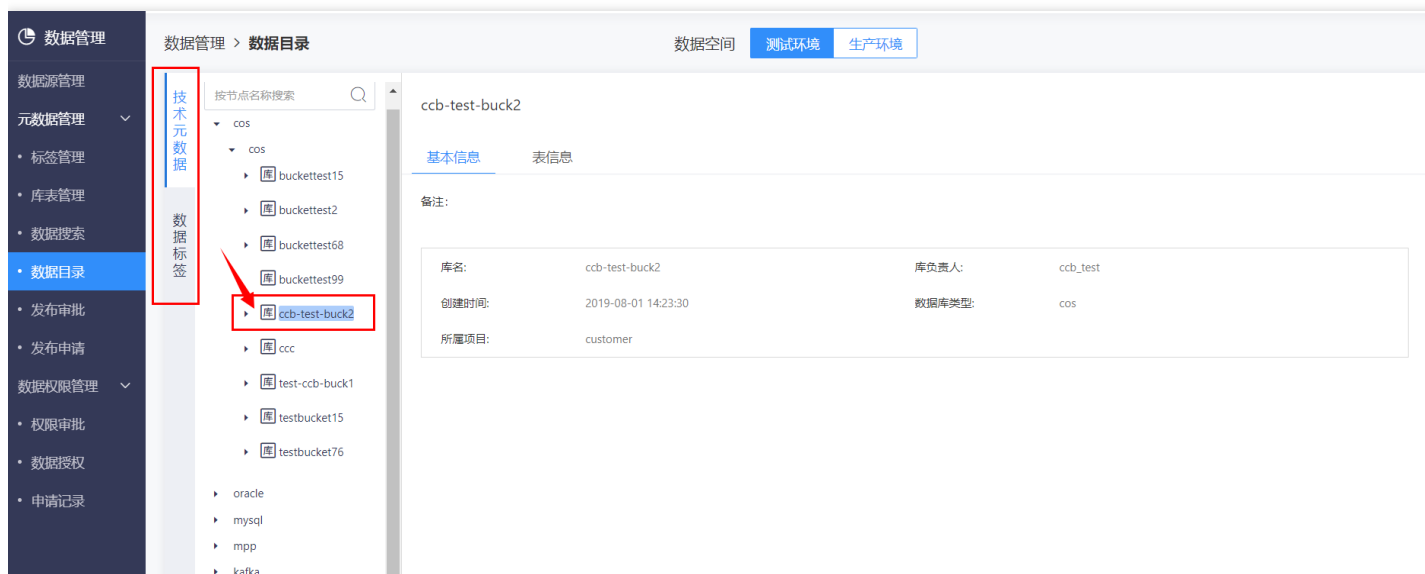 数据管理
数据源管理
元数据管理
• 标签管理
• 库表管理
• 数据搜索
• 数据目录
• 发布审批
• 发布申请
数据权限管理
• 权限审批
• 数据授权
• 申请记录
数据管理 > 数据目录
数据空间 测试环境 生产环境
技术元数据
数据标签
按节点名称搜索
cos
cos
库 buckettest15
库 buckettest2
库 buckettest68
库 buckettest99
库 ccb-test-buck2
库 ccc
库 test-ccb-buck1
库 testbucket15
库 testbucket76
oracle
mysql
mpp
kafka
ccb-test-buck2
基本信息 表信息
备注:
库名: ccb-test-buck2 库负责人: ccb_test
创建时间: 2019-08-01 14:23:30 数据库类型: cos
所属项目: customer